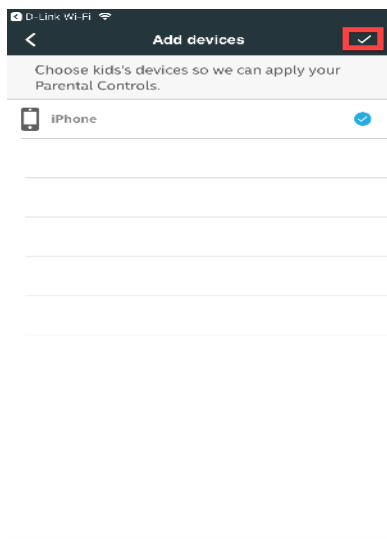 D-Link Wi-Fi
Add devices
Choose kids's devices so we can apply your
Parental Controls.
iPhone